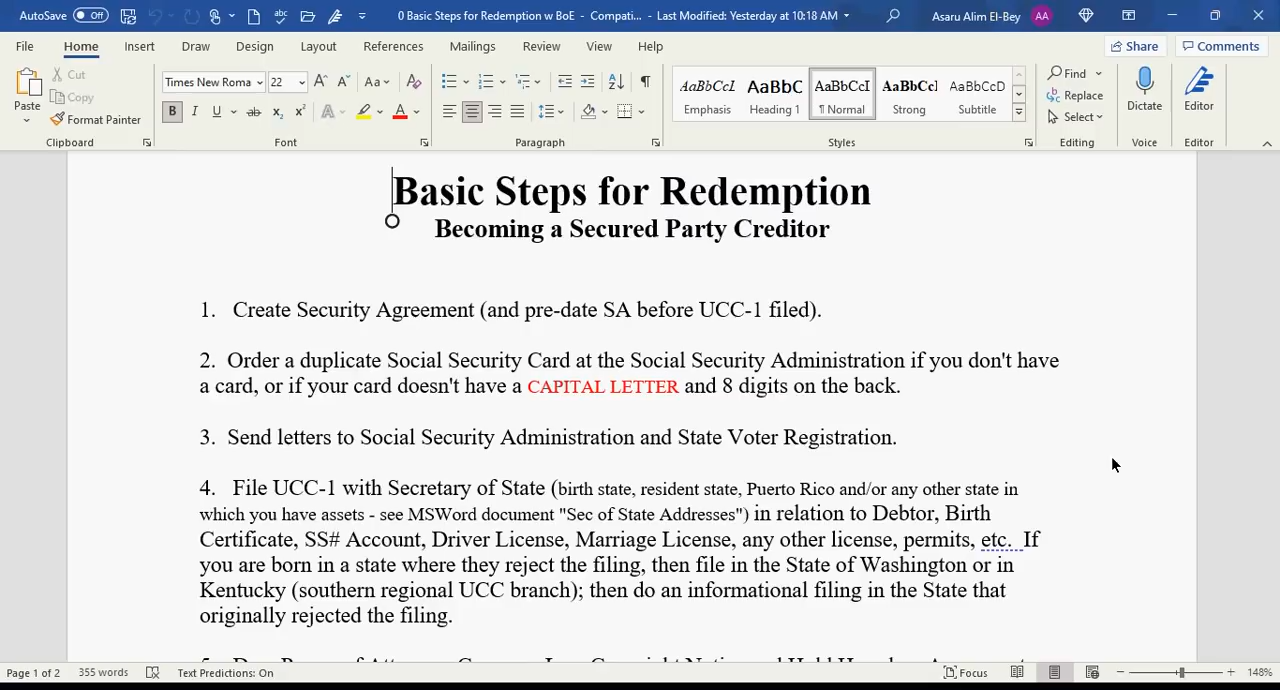 AutoSave Off 0 Basic Steps for Redemption w BoE - Compati... - Last Modified: Yesterday at 10:18 AM Asaru Alim El-Bey AA
File Home Insert Draw Design Layout References Mailings Review View Help Share Comments
Paste Cut Copy Format Painter
Times New Roma 22 Aa
B I U ab x₂ x² A A
AaBbCcI AaBbC AaBbCcI AaBbCcI AaBbCcD
Emphasis Heading 1 ¶ Normal Strong Subtitle
Find Replace Select Dictate Editor
Clipboard Font Paragraph Styles Editing Voice Editor
Basic Steps for Redemption
Becoming a Secured Party Creditor
1. Create Security Agreement (and pre-date SA before UCC-1 filed).
2. Order a duplicate Social Security Card at the Social Security Administration if you don't have
a card, or if your card doesn't have a CAPITAL LETTER and 8 digits on the back.
3. Send letters to Social Security Administration and State Voter Registration.
4. File UCC-1 with Secretary of State (birth state, resident state, Puerto Rico and/or any other state in
which you have assets - see MSWord document "Sec of State Addresses") in relation to Debtor, Birth
Certificate, SS# Account, Driver License, Marriage License, any other license, permits, etc. If
you are born in a state where they reject the filing, then file in the State of Washington or in
Kentucky (southern regional UCC branch); then do an informational filing in the State that
originally rejected the filing.
Page 1 of 2 355 words Text Predictions: On Focus 148%